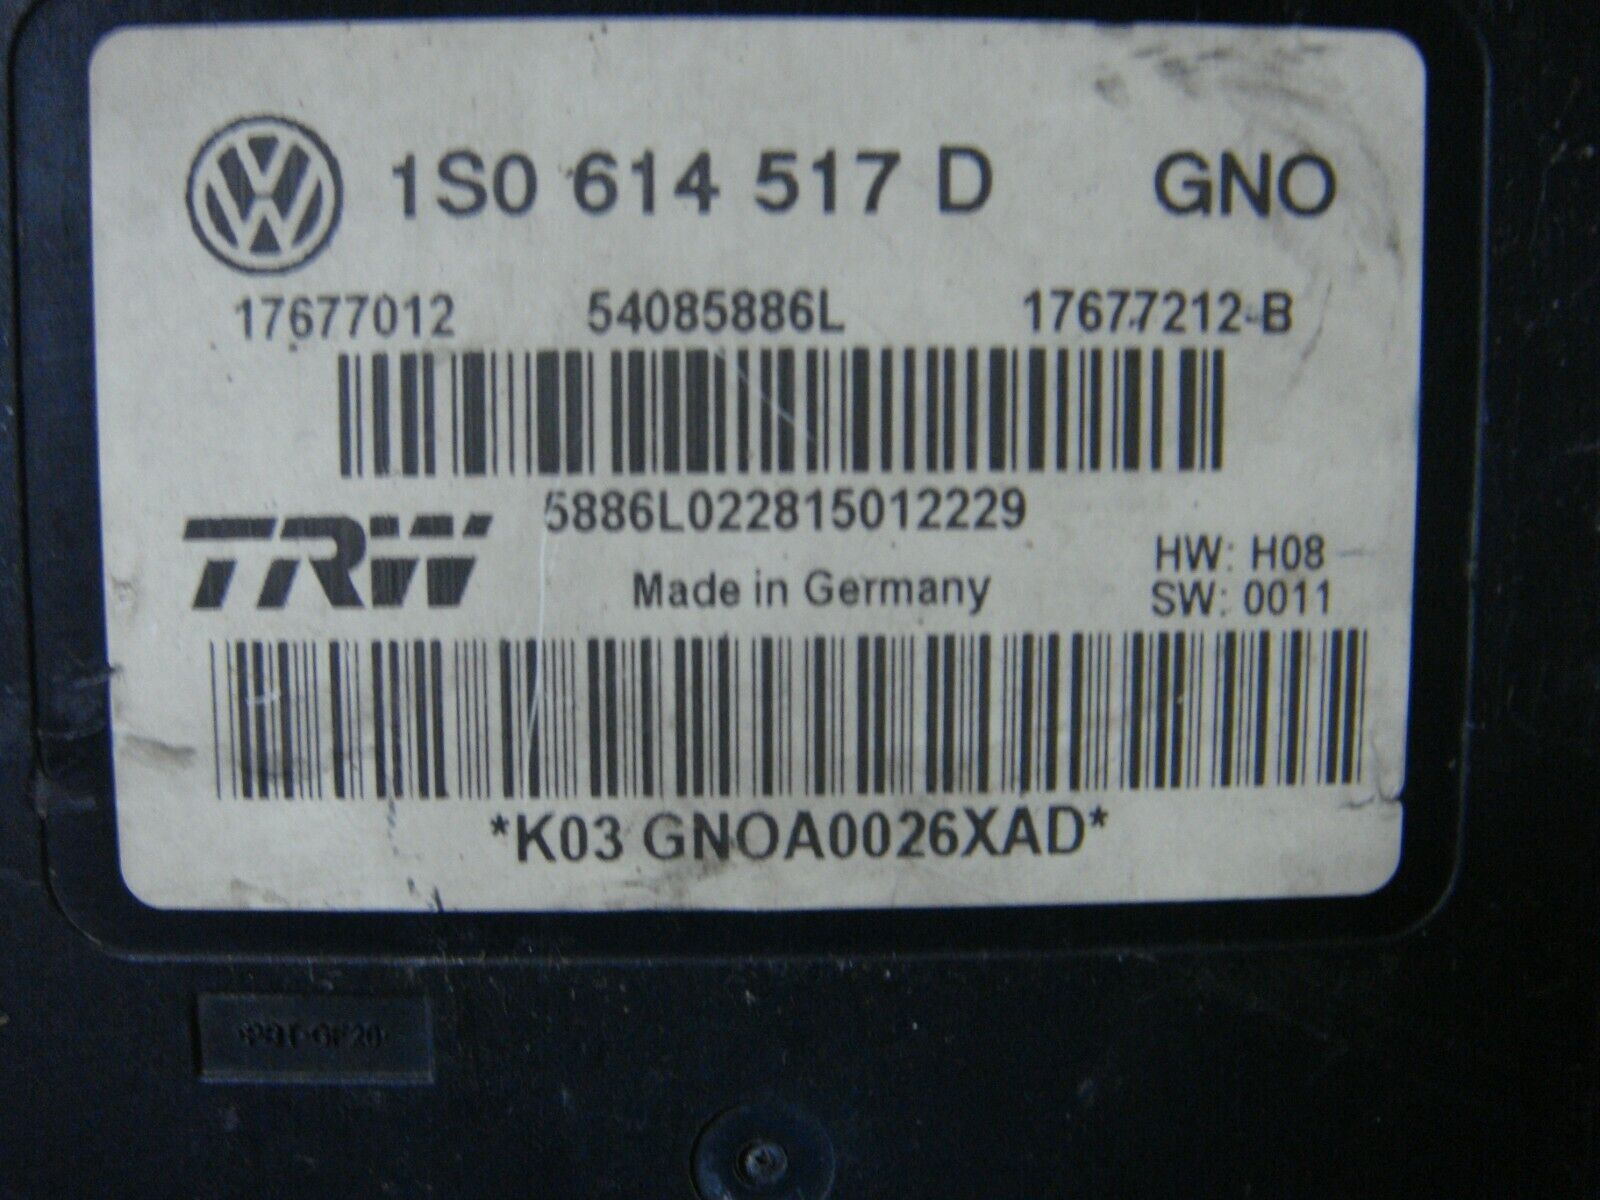 1S0 614 517 D GNO
17677012 54085886L 17677212-B
5886L022815012229
TRW
Made in Germany
HW: H08
SW: 0011
*K03 GNOA0026XAD*